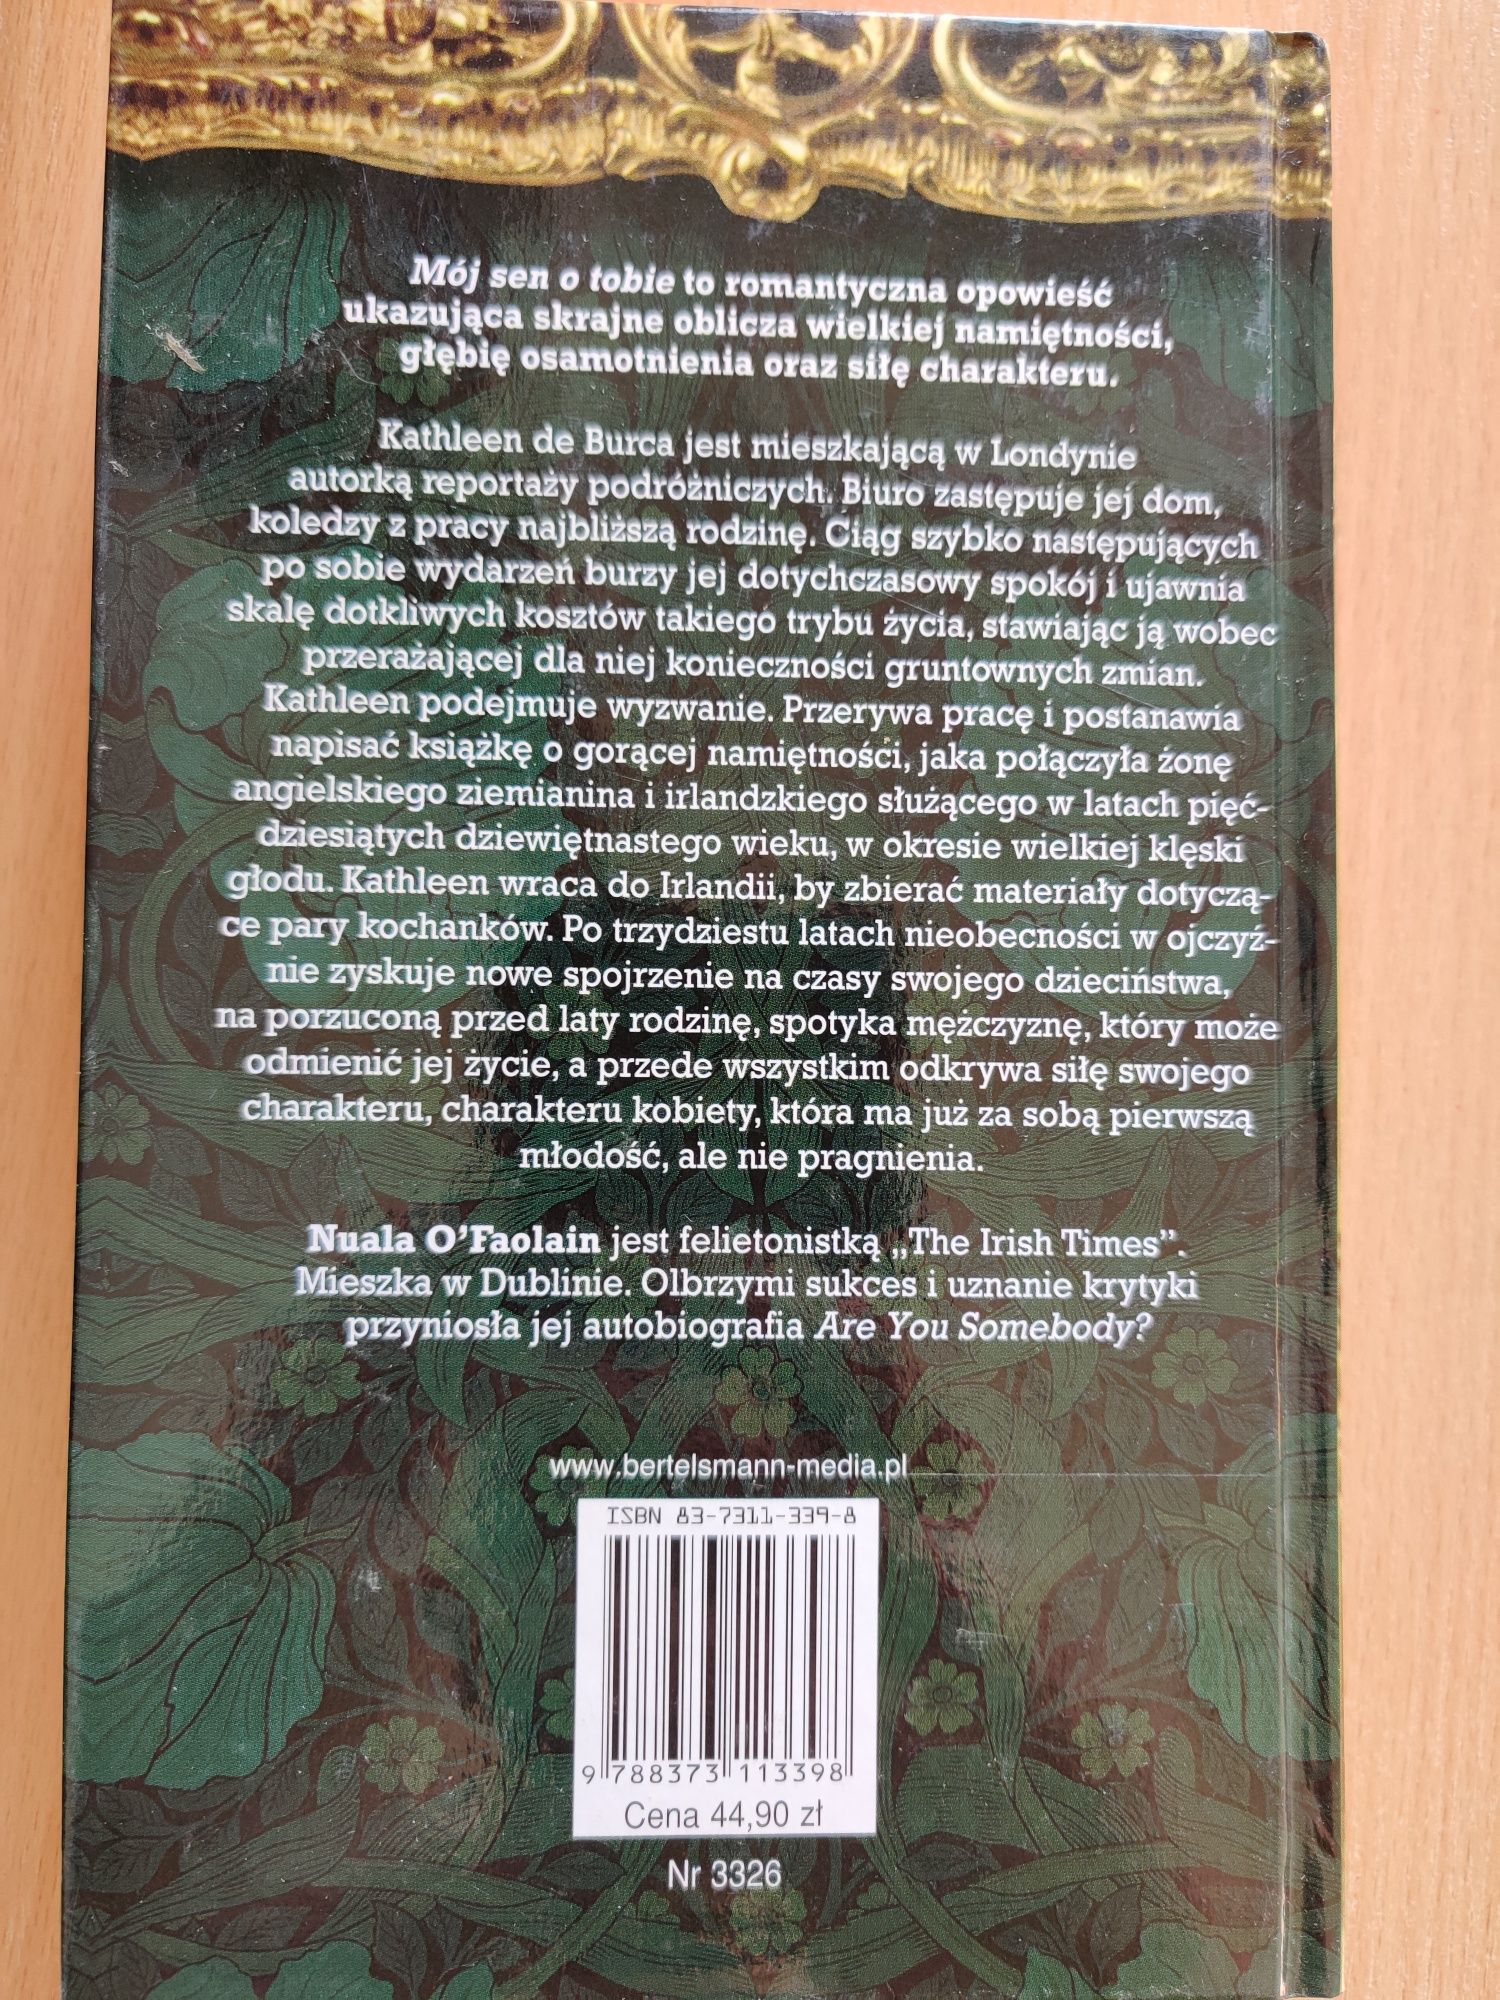 Mój sen o tobie to romantyczna opowieść
ukazująca skrajne oblicza wielkiej namiętności,
głębię osamotnienia oraz siłę charakteru.
Kathleen de Burca jest mieszkającą w Londynie
autorką reportaży podróżniczych. Biuro zastępuje jej dom,
koledzy z pracy najbliższą rodzinę. Ciąg szybko następujących
po sobie wydarzeń burzy jej dotychczasowy spokój i ujawnia
skalę dotkliwych kosztów takiego trybu życia, stawiając ją wobec
przerażającej dla niej konieczności gruntownych zmian.
Kathleen podejmuje wyzwanie. Przerywa pracę i postanawia
napisać książkę o gorącej namiętności, jaka połączyła żonę
angielskiego ziemianina i irlandzkiego służącego w latach pięć-
dziesiątych dziewiętnastego wieku, w okresie wielkiej klęski
głodu. Kathleen wraca do Irlandii, by zbierać materiały dotyczą-
ce pary kochanków. Po trzydziestu latach nieobecności w ojczyź-
nie zyskuje nowe spojrzenie na czasy swojego dzieciństwa,
na porzuconą przed laty rodzinę, spotyka mężczyznę, który może
odmienić jej życie, a przede wszystkim odkrywa siłę swojego
charakteru, charakteru kobiety, która ma już za sobą pierwszą
młodość, ale nie pragnienia.
Nuala O’Faolain jest felietonistką „The Irish Times”.
Mieszka w Dublinie. Olbrzymi sukces i uznanie krytyki
przyniosła jej autobiografia Are You Somebody?
www.bertelsmann-media.pl
ISBN 83-7311-339-8
9 788373 113398
Cena 44,90 zł
Nr 3326